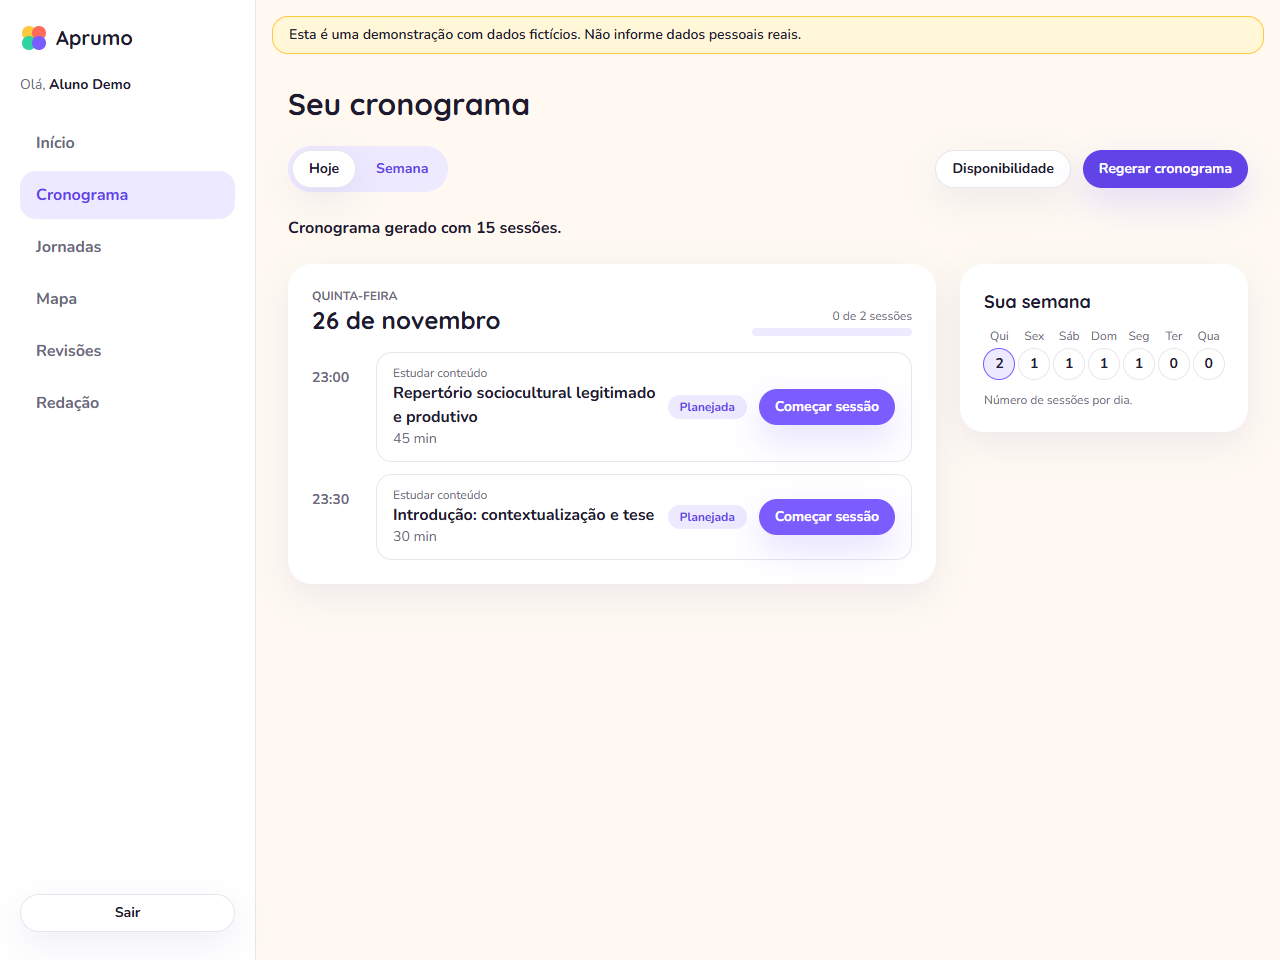 Aprumo
Olá, Aluno Demo
Início
Cronograma
Jornadas
Mapa
Revisões
Redação
Sair
Esta é uma demonstração com dados fictícios. Não informe dados pessoais reais.
Seu cronograma
Hoje
Semana
Disponibilidade
Regerar cronograma
Cronograma gerado com 15 sessões.
QUINTA-FEIRA
26 de novembro
0 de 2 sessões
23:00
Estudar conteúdo
Repertório sociocultural legitimado
e produtivo
45 min
Planejada
Começar sessão
23:30
Estudar conteúdo
Introdução: contextualização e tese
30 min
Planejada
Começar sessão
Sua semana
Qui Sex Sáb Dom Seg Ter Qua
2 1 1 1 1 0 0
Número de sessões por dia.